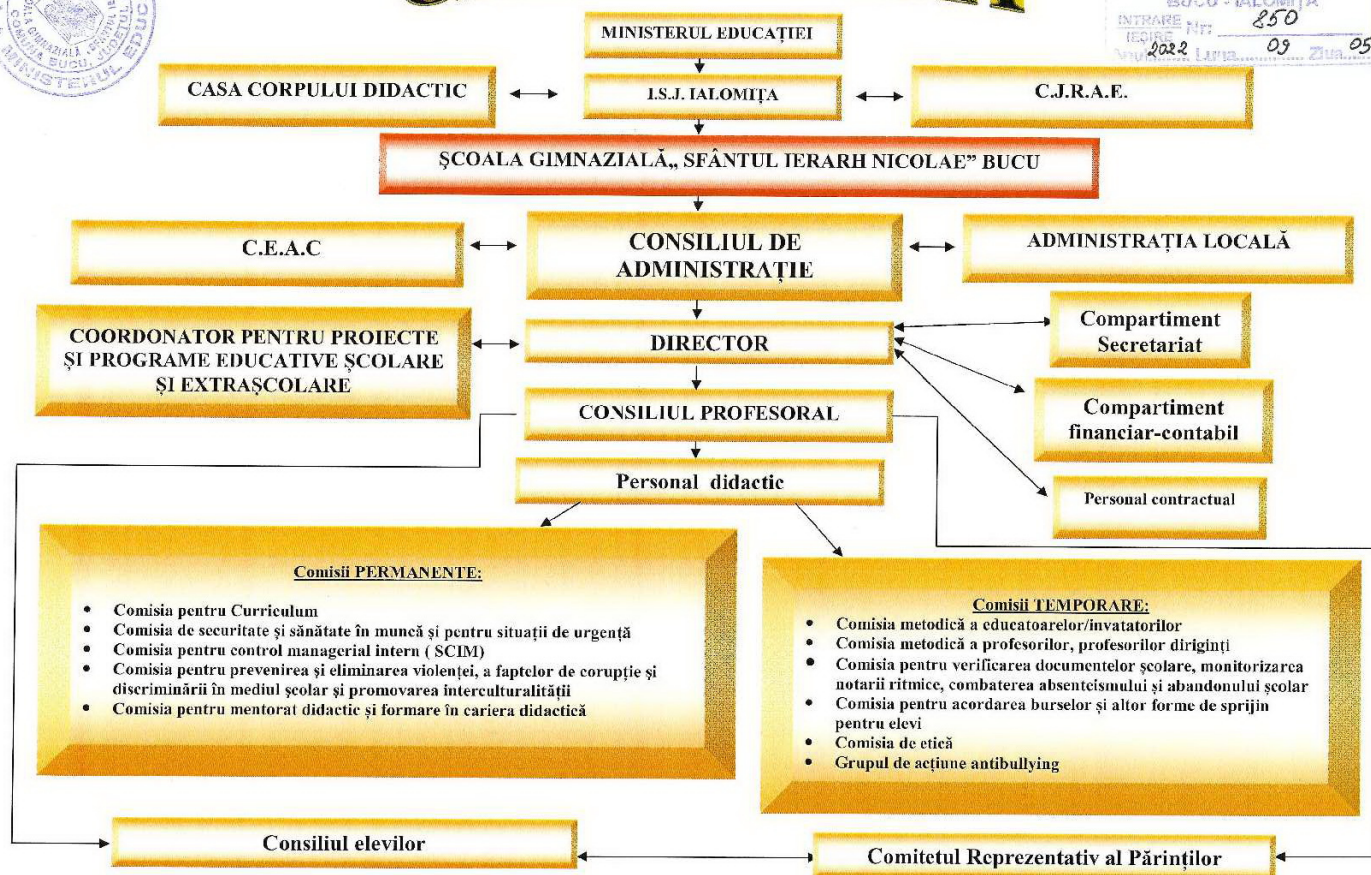 BUCU - IALOMIȚA
INTRARE
IEȘIRE Nr. 850
2022 Luna 09 Ziua 05
COMUNA BUCU, JUDEȚUL
MINISTERUL
MINISTERUL EDUCAȚIEI
CASA CORPULUI DIDACTIC
I.S.J. IALOMIȚA
C.J.R.A.E.
ȘCOALA GIMNAZIALĂ„ SFÂNTUL IERARH NICOLAE” BUCU
C.E.A.C
CONSILIUL DE
ADMINISTRAȚIE
ADMINISTRAȚIA LOCALĂ
COORDONATOR PENTRU PROIECTE
ȘI PROGRAME EDUCATIVE ȘCOLARE
ȘI EXTRAȘCOLARE
DIRECTOR
Compartiment
Secretariat
CONSILIUL PROFESORAL
Compartiment
financiar-contabil
Personal didactic
Personal contractual
Comisii PERMANENTE:
• Comisia pentru Curriculum
• Comisia de securitate și sănătate în muncă și pentru situații de urgență
• Comisia pentru control managerial intern ( SCIM)
• Comisia pentru prevenirea și eliminarea violenței, a faptelor de corupție și
discriminării în mediul școlar și promovarea interculturalității
• Comisia pentru mentorat didactic și formare în cariera didactică
Comisii TEMPORARE:
• Comisia metodică a educatoarelor/invatatorilor
• Comisia metodică a profesorilor, profesorilor diriginți
• Comisia pentru verificarea documentelor școlare, monitorizarea
notarii ritmice, combaterea absenteismului și abandonului școlar
• Comisia pentru acordarea burselor și altor forme de sprijin
pentru elevi
• Comisia de etică
• Grupul de acțiune antibullying
Consiliul elevilor
Comitetul Reprezentativ al Părinților